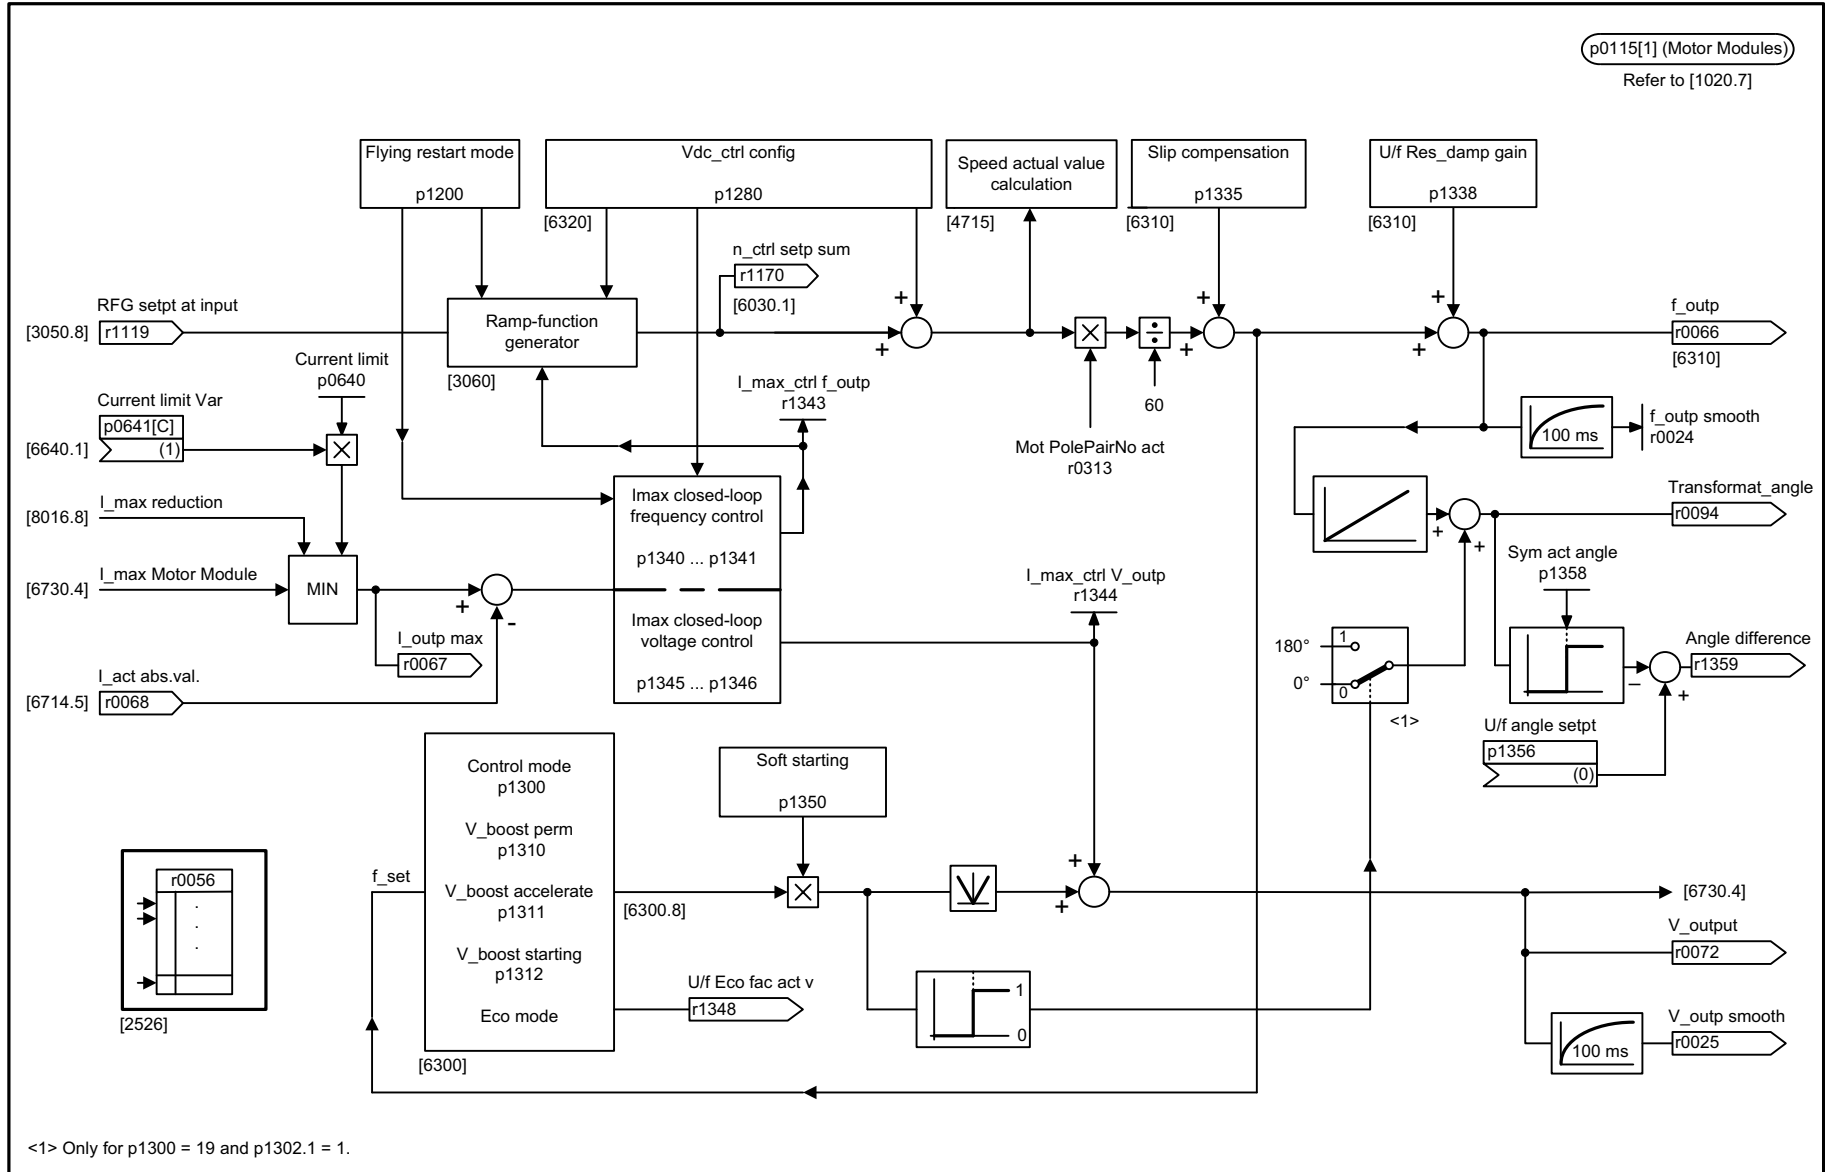 p0115[1] (Motor Modules)
Refer to [1020.7]
Flying restart mode
p1200
Vdc_ctrl config
p1280
[6320]
Speed actual value
calculation
[4715]
Slip compensation
p1335
[6310]
U/f Res_damp gain
p1338
[6310]
n_ctrl setp sum
r1170
[6030.1]
RFG setpt at input
[3050.8]
r1119
Ramp-function
generator
[3060]
+
+
+
+
+
+
60
Mot PolePairNo act
r0313
f_outp
r0066
[6310]
Current limit
p0640
Current limit Var
p0641[C]
(1)
[6640.1]
I_max_ctrl f_outp
r1343
100 ms
f_outp smooth
r0024
I_max reduction
[8016.8]
I_max Motor Module
[6730.4]
MIN
+
-
I_outp max
r0067
I_act abs.val.
[6714.5]
r0068
Imax closed-loop
frequency control
p1340 ... p1341
Imax closed-loop
voltage control
p1345 ... p1346
I_max_ctrl V_outp
r1344
+
+
Transformat_angle
r0094
Sym act angle
p1358
180°
1
0°
0
<1>
Angle difference
r1359
–
+
U/f angle setpt
p1356
(0)
Control mode
p1300
V_boost perm
p1310
V_boost accelerate
p1311
V_boost starting
p1312
Eco mode
[6300]
f_set
[6300.8]
Soft starting
p1350
+
+
[6730.4]
V_output
r0072
U/f Eco fac act v
r1348
1
0
100 ms
V_outp smooth
r0025
r0056
.
.
.
[2526]
<1> Only for p1300 = 19 and p1302.1 = 1.